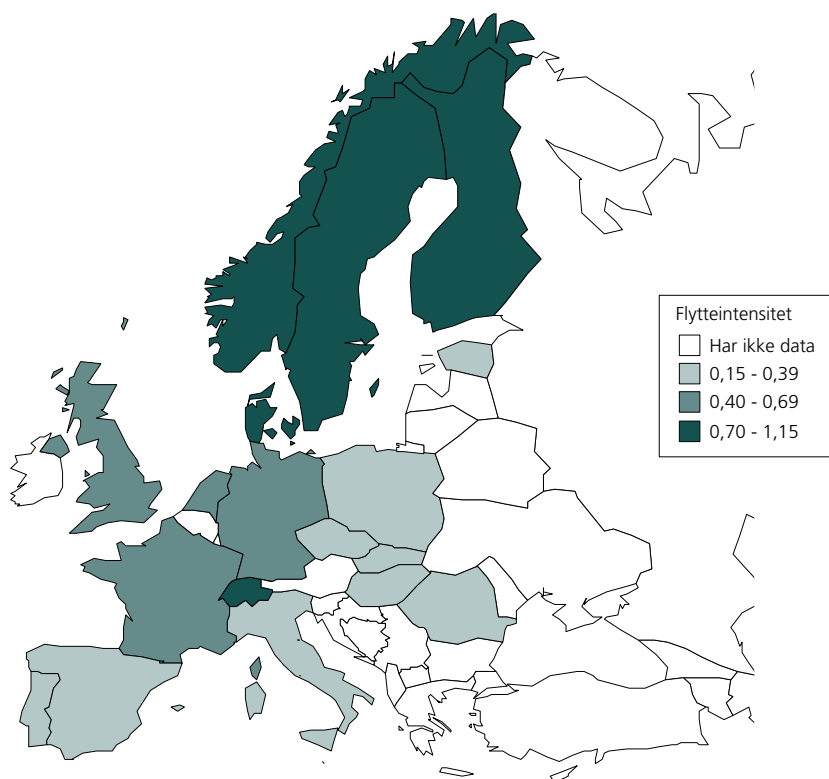 Flytteintensitet
Har ikke data
0,15 - 0,39
0,40 - 0,69
0,70 - 1,15